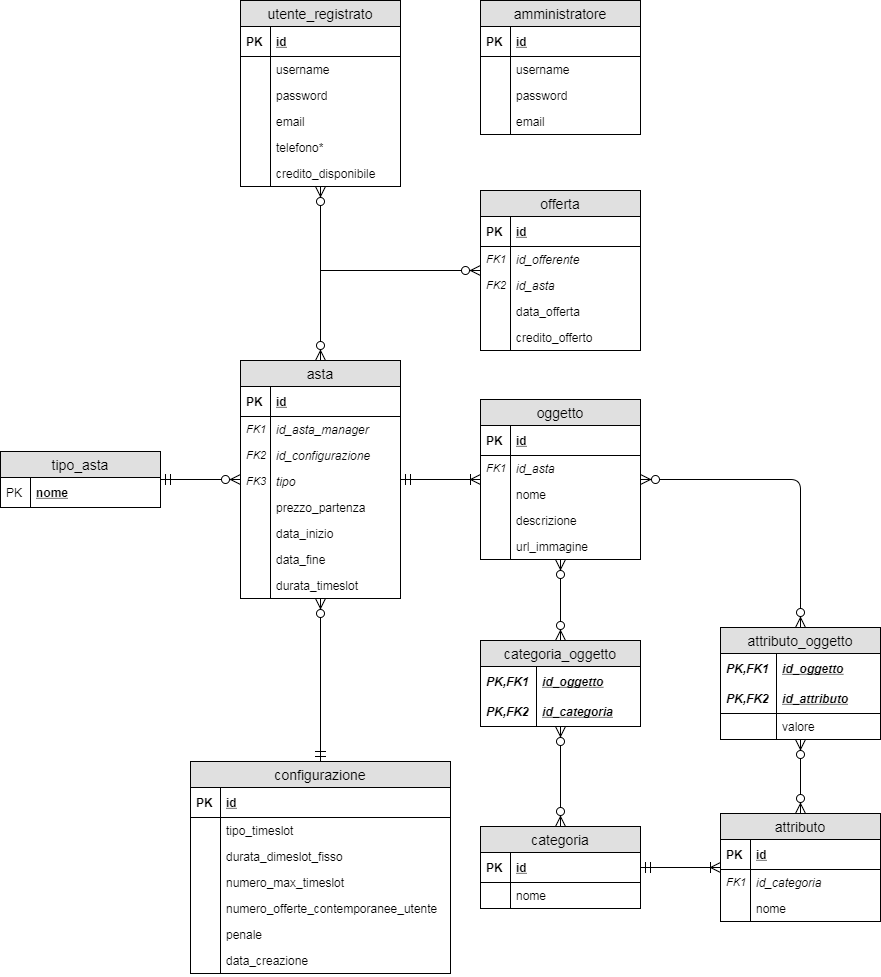 utente_registrato
PK id
username
password
email
telefono*
credito_disponibile
amministratore
PK id
username
password
email
offerta
PK id
FK1 id_offerente
FK2 id_asta
data_offerta
credito_offerto
asta
PK id
FK1 id_asta_manager
FK2 id_configurazione
FK3 tipo
prezzo_partenza
data_inizio
data_fine
durata_timeslot
tipo_asta
PK nome
oggetto
PK id
FK1 id_asta
nome
descrizione
url_immagine
categoria_oggetto
PK,FK1 id_oggetto
PK,FK2 id_categoria
attributo_oggetto
PK,FK1 id_oggetto
PK,FK2 id_attributo
valore
configurazione
PK id
tipo_timeslot
durata_dimeslot_fisso
numero_max_timeslot
numero_offerte_contemporanee_utente
penale
data_creazione
categoria
PK id
nome
attributo
PK id
FK1 id_categoria
nome